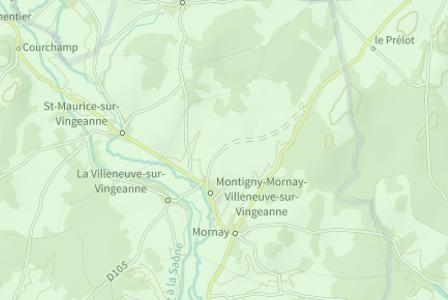 mentier
Courchamp
le Prélot
St-Maurice-sur-
Vingeanne
La Villeneuve-sur-
Vingeanne
Montigny-Mornay-
Villeneuve-sur-
Vingeanne
Mornay
D105
à la Saône